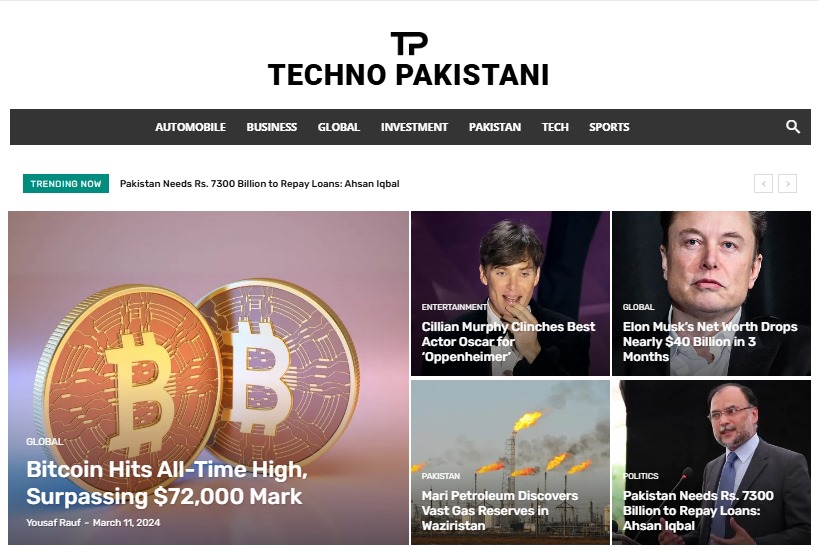 TP
TECHNO PAKISTANI
AUTOMOBILE BUSINESS GLOBAL INVESTMENT PAKISTAN TECH SPORTS
TRENDING NOW Pakistan Needs Rs. 7300 Billion to Repay Loans: Ahsan Iqbal
GLOBAL
Bitcoin Hits All-Time High,
Surpassing $72,000 Mark
Yousaf Rauf - March 11, 2024
ENTERTAINMENT
Cillian Murphy Clinches Best
Actor Oscar for
‘Oppenheimer’
GLOBAL
Elon Musk’s Net Worth Drops
Nearly $40 Billion in 3
Months
PAKISTAN
Mari Petroleum Discovers
Vast Gas Reserves in
Waziristan
POLITICS
Pakistan Needs Rs. 7300
Billion to Repay Loans:
Ahsan Iqbal